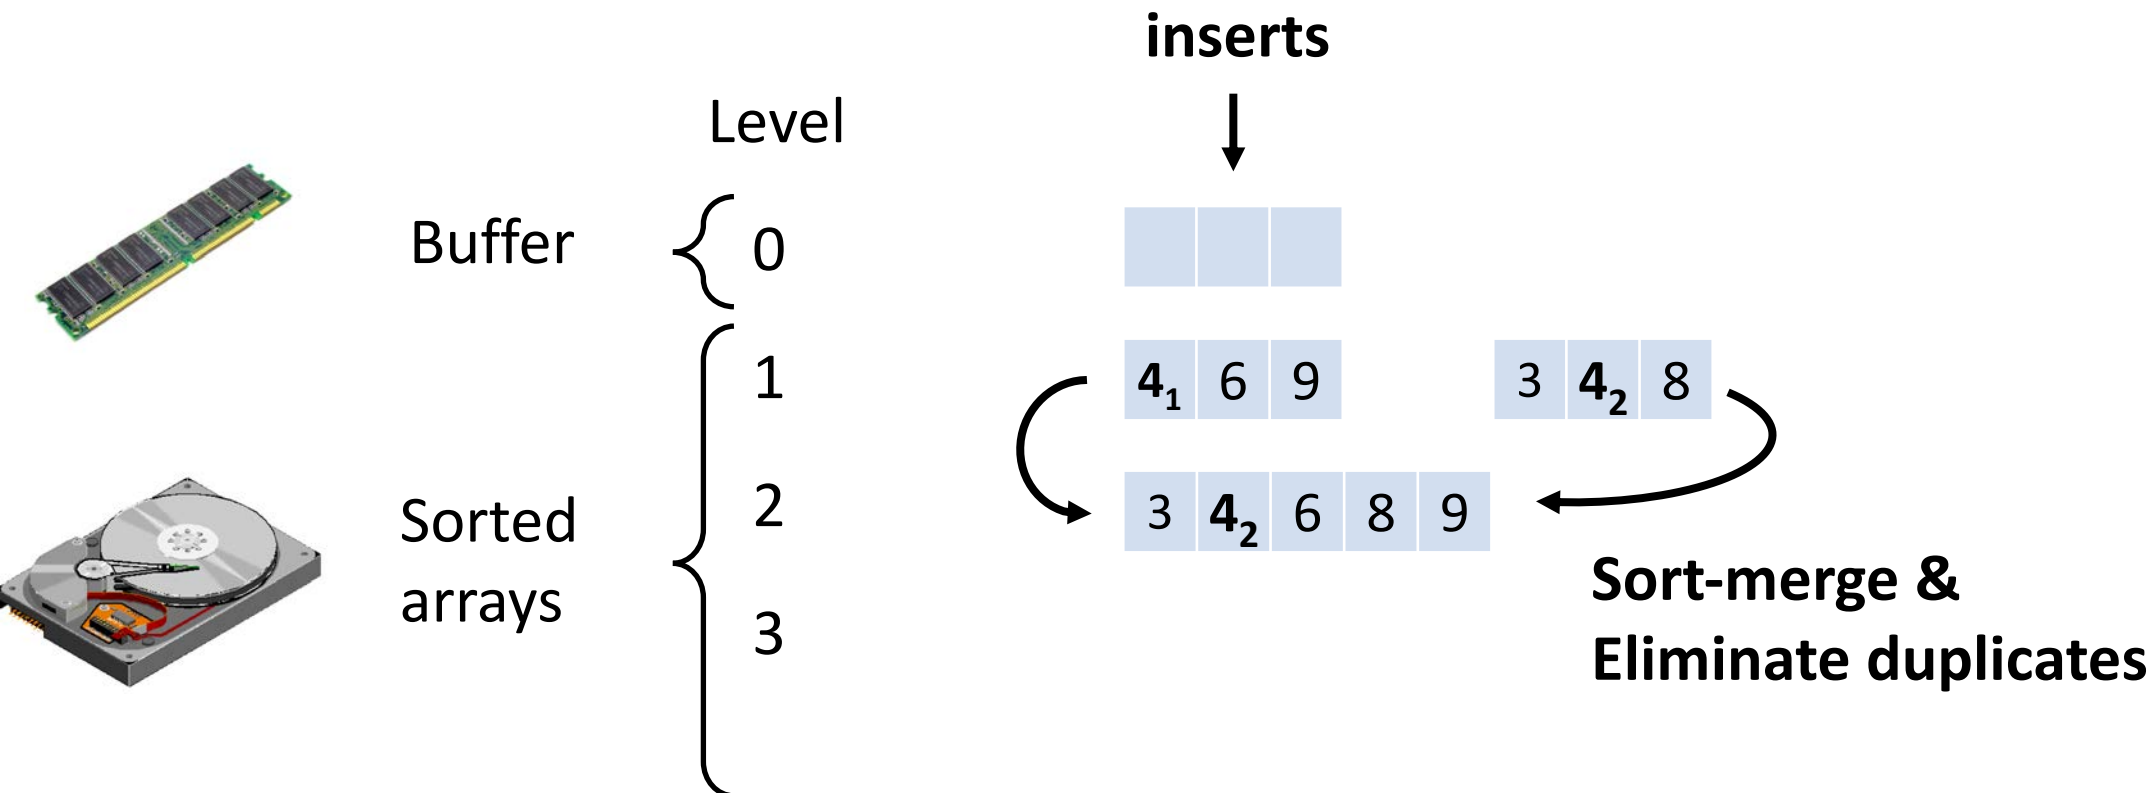 inserts
Level
Buffer
0
1
4₁ 6 9
3 4₂ 8
2
3 4₂ 6 8 9
Sorted
arrays
3
Sort-merge &
Eliminate duplicates